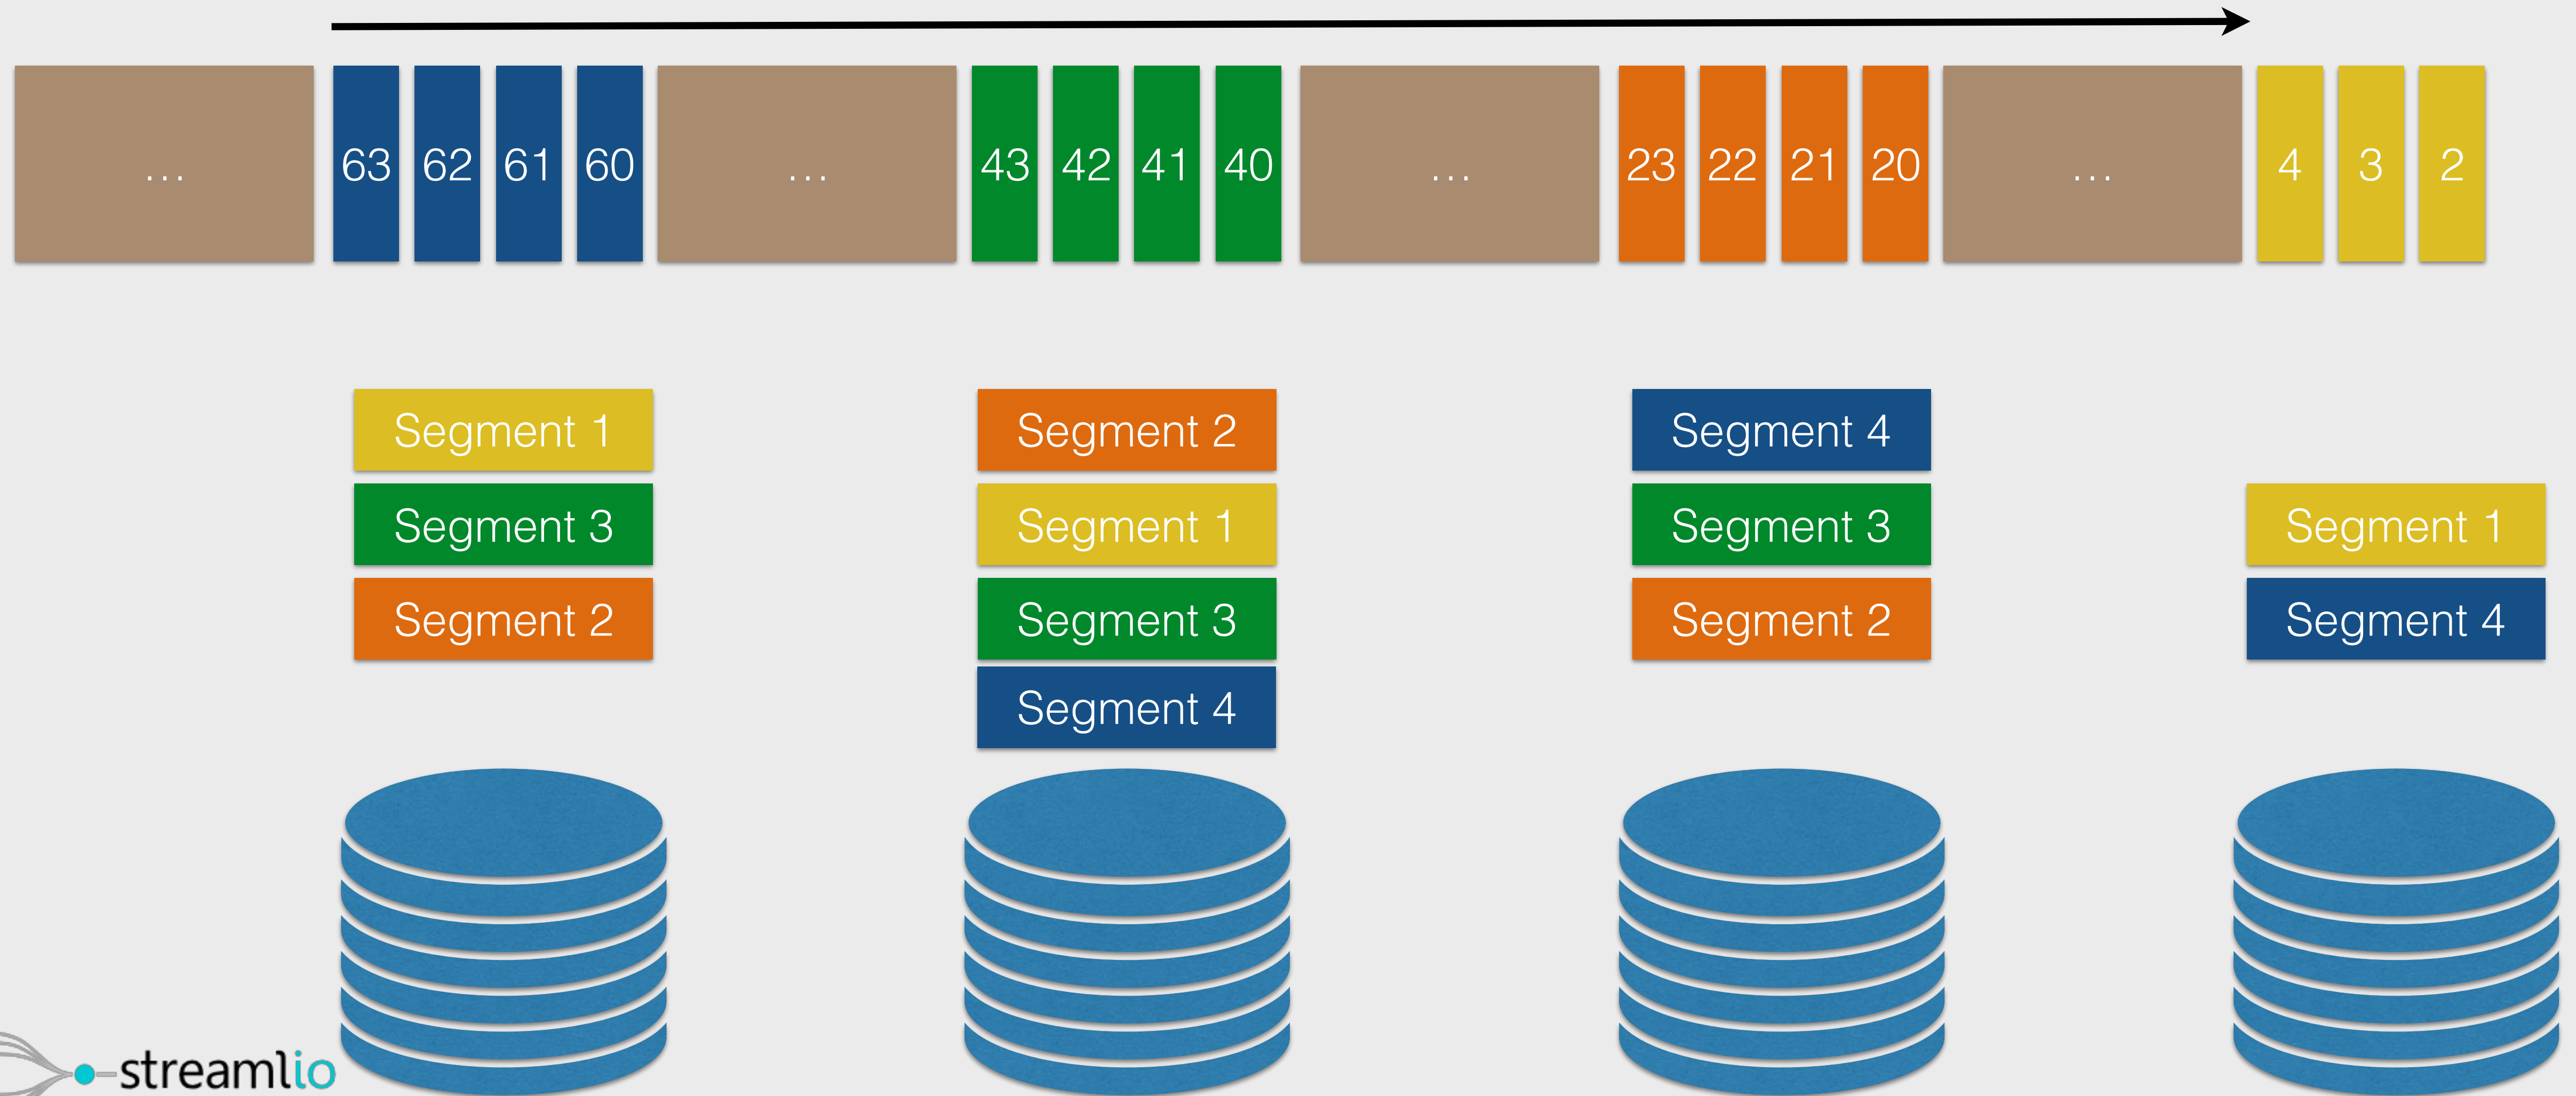 ... 63 62 61 60 ... 43 42 41 40 ... 23 22 21 20 ... 4 3 2
Segment 1 Segment 2 Segment 4
Segment 3 Segment 1 Segment 3 Segment 1
Segment 2 Segment 3 Segment 2 Segment 4
Segment 4
streamlio